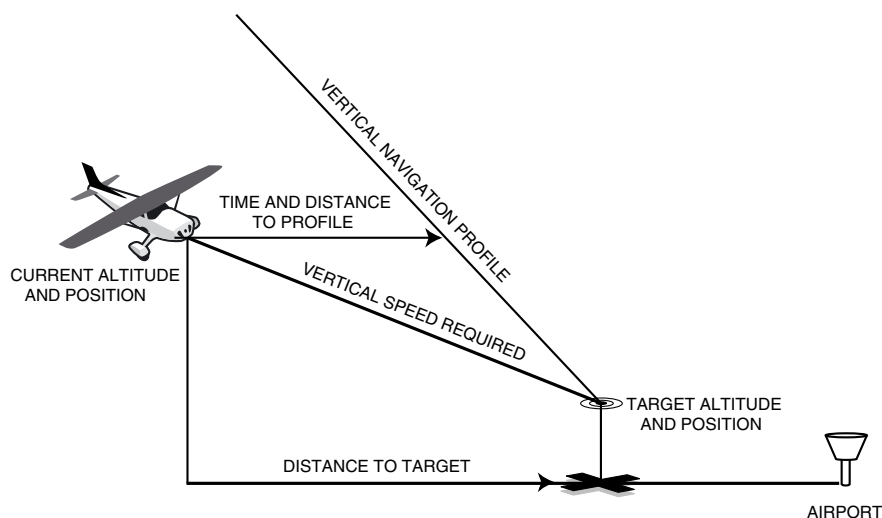 VERTICAL NAVIGATION PROFILE
TIME AND DISTANCE
TO PROFILE
CURRENT ALTITUDE
AND POSITION
VERTICAL SPEED REQUIRED
TARGET ALTITUDE
AND POSITION
DISTANCE TO TARGET
AIRPORT